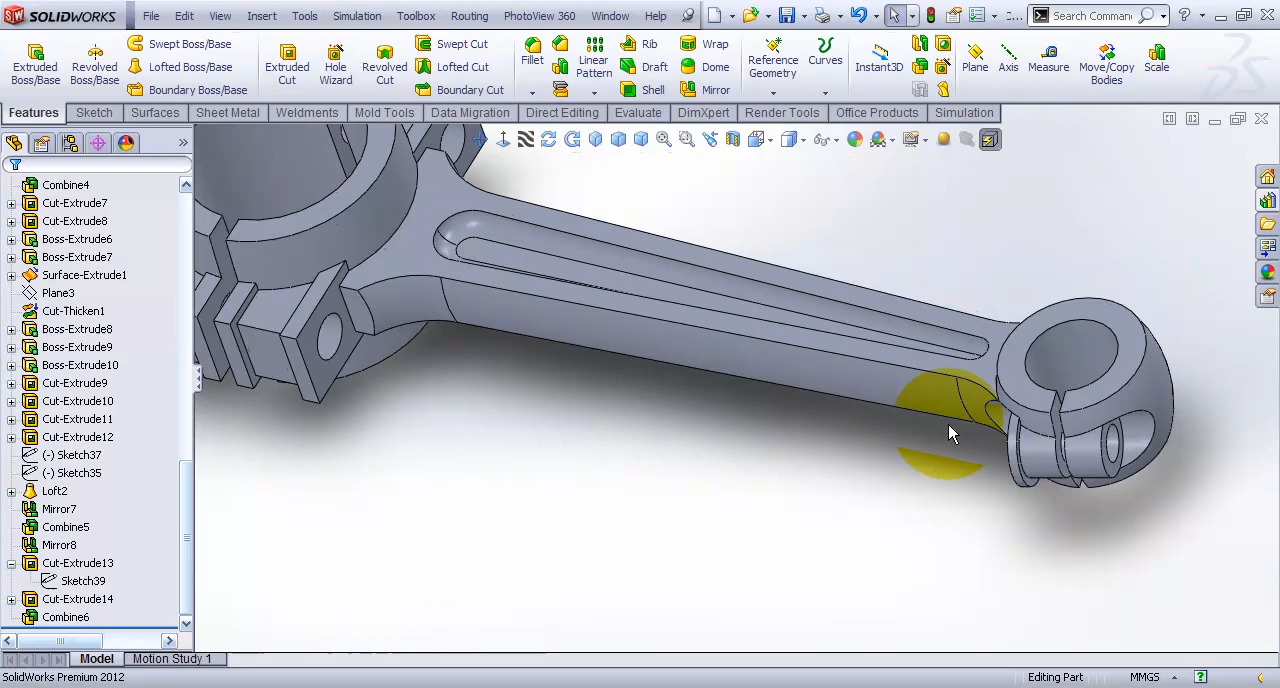 SOLIDWORKS File Edit View Insert Tools Simulation Toolbox Routing PhotoView 360 Window Help ... Search Comman ?
Extruded Boss/Base
Revolved Boss/Base
Swept Boss/Base
Lofted Boss/Base
Boundary Boss/Base
Extruded Cut
Hole Wizard
Revolved Cut
Swept Cut
Lofted Cut
Boundary Cut
Fillet
Linear Pattern
Rib
Draft
Shell
Wrap
Dome
Mirror
Reference Geometry
Curves
Instant3D
Plane
Axis
Measure
Move/Copy Bodies
Scale
Features Sketch Surfaces Sheet Metal Weldments Mold Tools Data Migration Direct Editing Evaluate DimXpert Render Tools Office Products Simulation
Combine4
Cut-Extrude7
Cut-Extrude8
Boss-Extrude6
Boss-Extrude7
Surface-Extrude1
Plane3
Cut-Thicken1
Boss-Extrude8
Boss-Extrude9
Boss-Extrude10
Cut-Extrude9
Cut-Extrude10
Cut-Extrude11
Cut-Extrude12
(-) Sketch37
(-) Sketch35
Loft2
Mirror7
Combine5
Mirror8
Cut-Extrude13
Sketch39
Cut-Extrude14
Combine6
Model Motion Study 1
SolidWorks Premium 2012 Editing Part MMGS ?